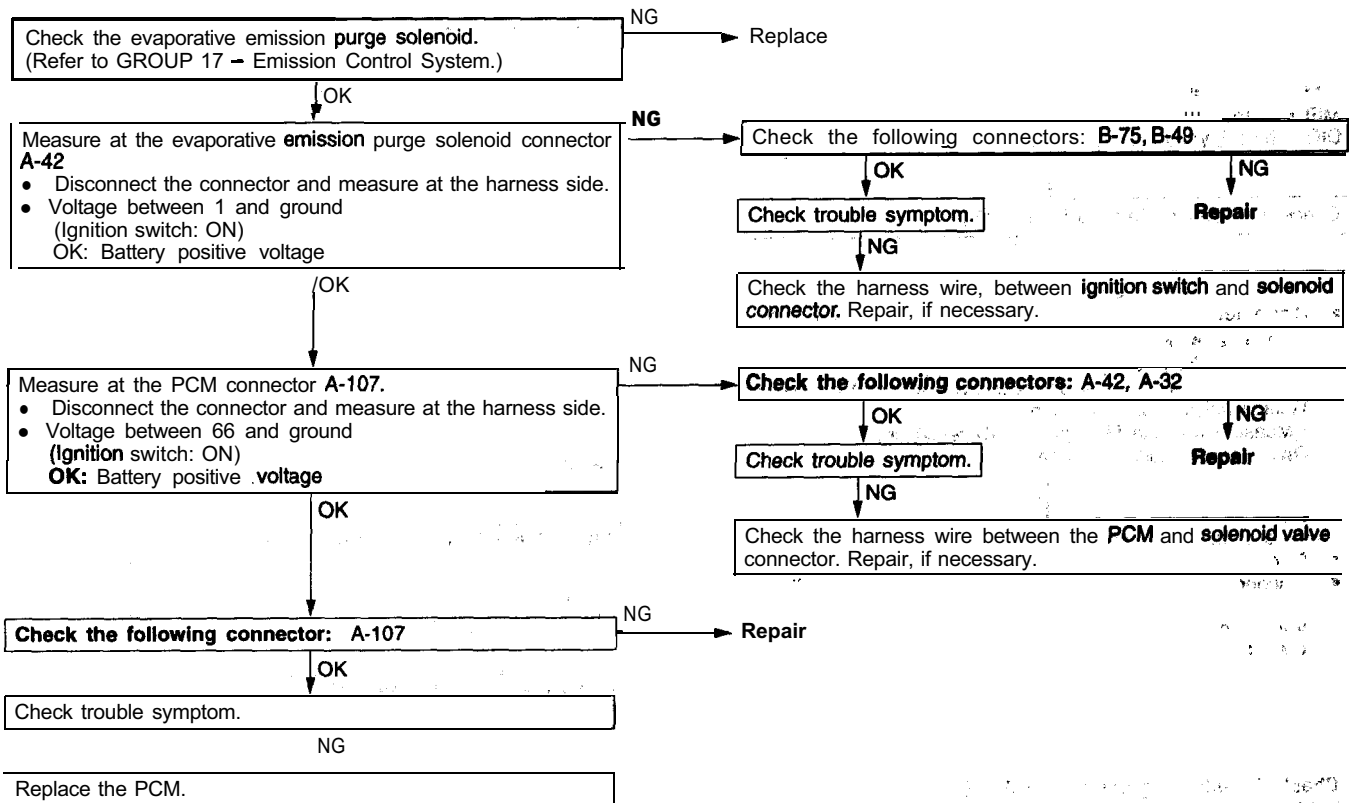 NG
Check the evaporative emission purge solenoid.
(Refer to GROUP 17 – Emission Control System.)
Replace
OK
Measure at the evaporative emission purge solenoid connector
A-42
• Disconnect the connector and measure at the harness side.
• Voltage between 1 and ground
(Ignition switch: ON)
OK: Battery positive voltage
NG
Check the following connectors: B-75, B-49
OK
NG
Check trouble symptom.
Repair
NG
Check the harness wire, between ignition switch and solenoid
connector. Repair, if necessary.
OK
Measure at the PCM connector A-107.
• Disconnect the connector and measure at the harness side.
• Voltage between 66 and ground
(Ignition switch: ON)
OK: Battery positive voltage
NG
Check the following connectors: A-42, A-32
OK
NG
Check trouble symptom.
Repair
NG
Check the harness wire between the PCM and solenoid valve
connector. Repair, if necessary.
OK
Check the following connector: A-107
NG
Repair
OK
Check trouble symptom.
NG
Replace the PCM.